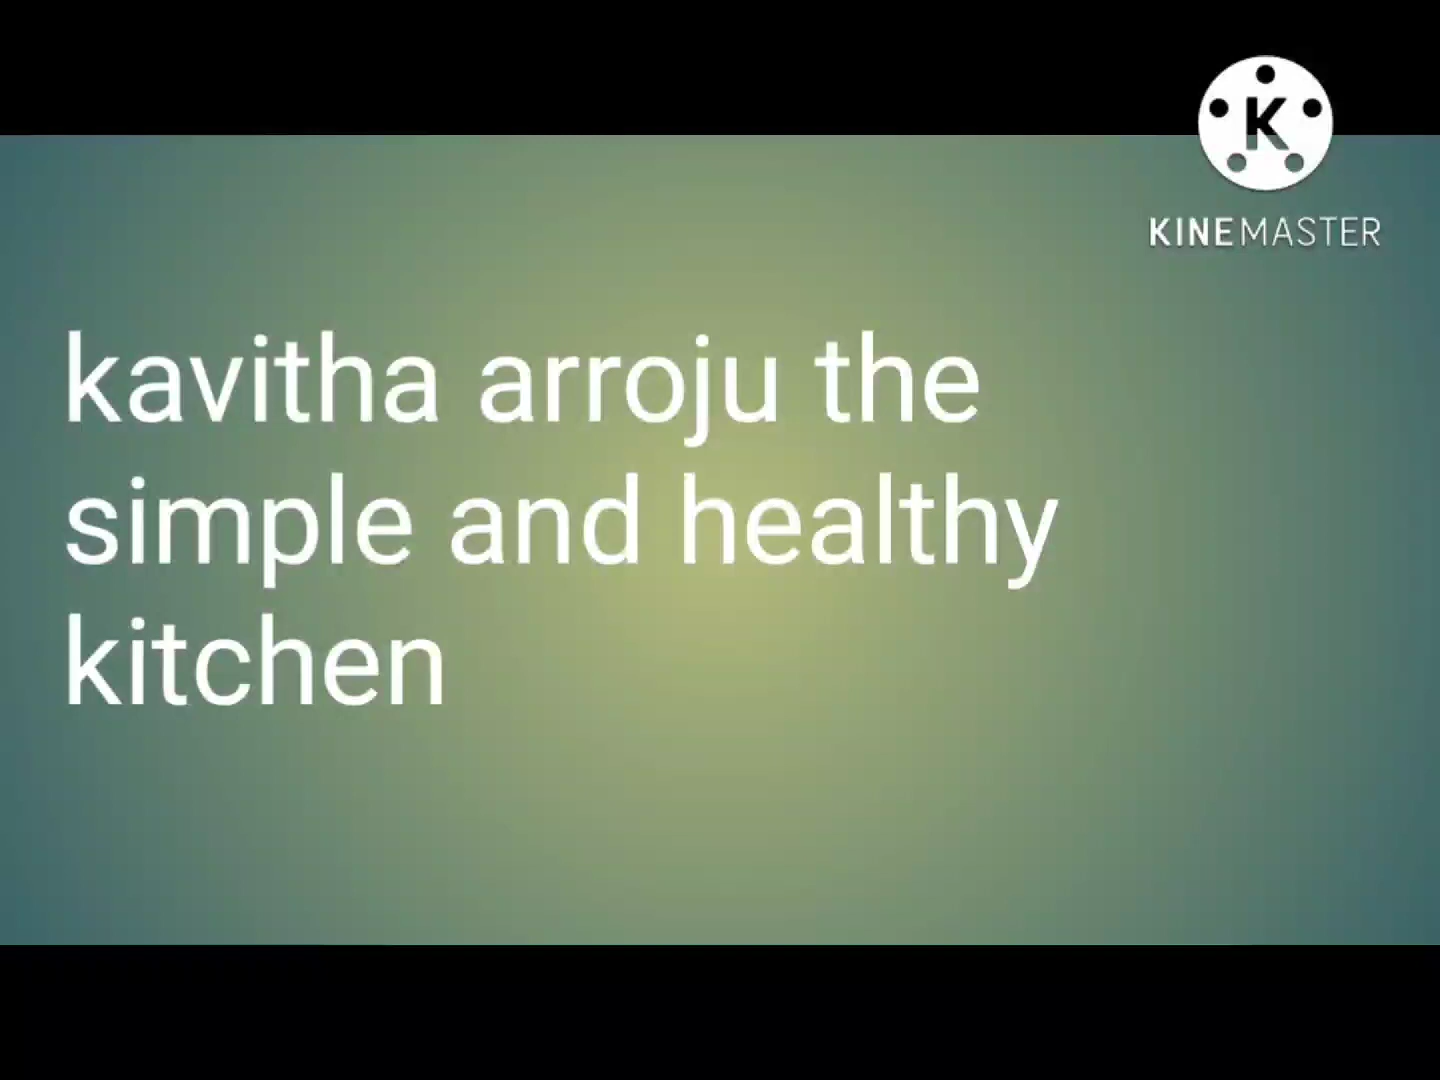 K
KINEMASTER
kavitha arroju the
simple and healthy
kitchen